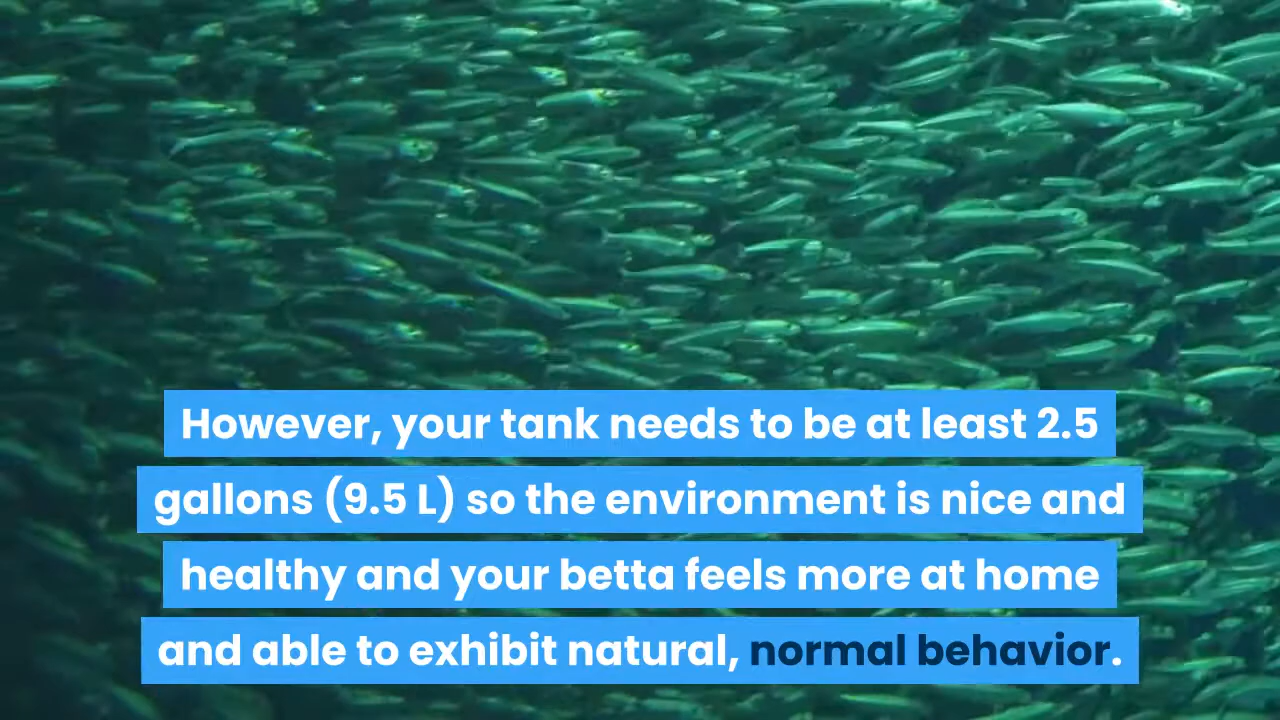 However, your tank needs to be at least 2.5
gallons (9.5 L) so the environment is nice and
healthy and your betta feels more at home
and able to exhibit natural, normal behavior.